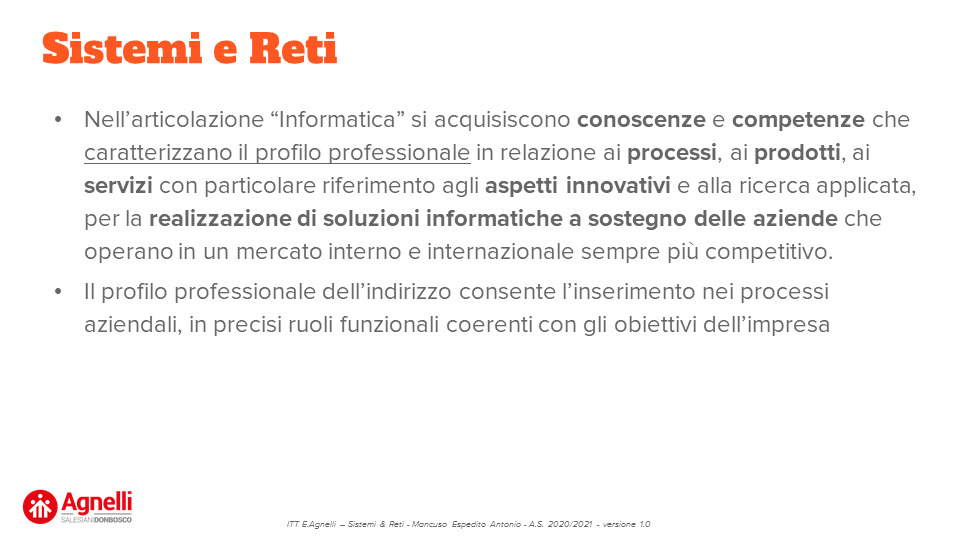 Sistemi e Reti
• Nell’articolazione “Informatica” si acquisiscono conoscenze e competenze che
caratterizzano il profilo professionale in relazione ai processi, ai prodotti, ai
servizi con particolare riferimento agli aspetti innovativi e alla ricerca applicata,
per la realizzazione di soluzioni informatiche a sostegno delle aziende che
operano in un mercato interno e internazionale sempre più competitivo.
• Il profilo professionale dell’indirizzo consente l’inserimento nei processi
aziendali, in precisi ruoli funzionali coerenti con gli obiettivi dell’impresa
Agnelli
SALESIANIDONBOSCO
ITT E.Agnelli – Sistemi & Reti - Mancuso Espedito Antonio - A.S. 2020/2021 - versione 1.0